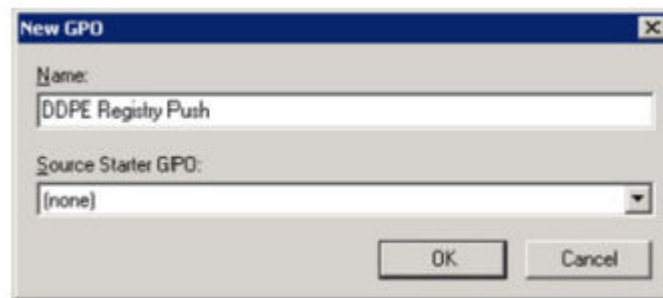 New GPO
Name:
DDPE Registry Push
Source Starter GPO:
(none)
OK Cancel